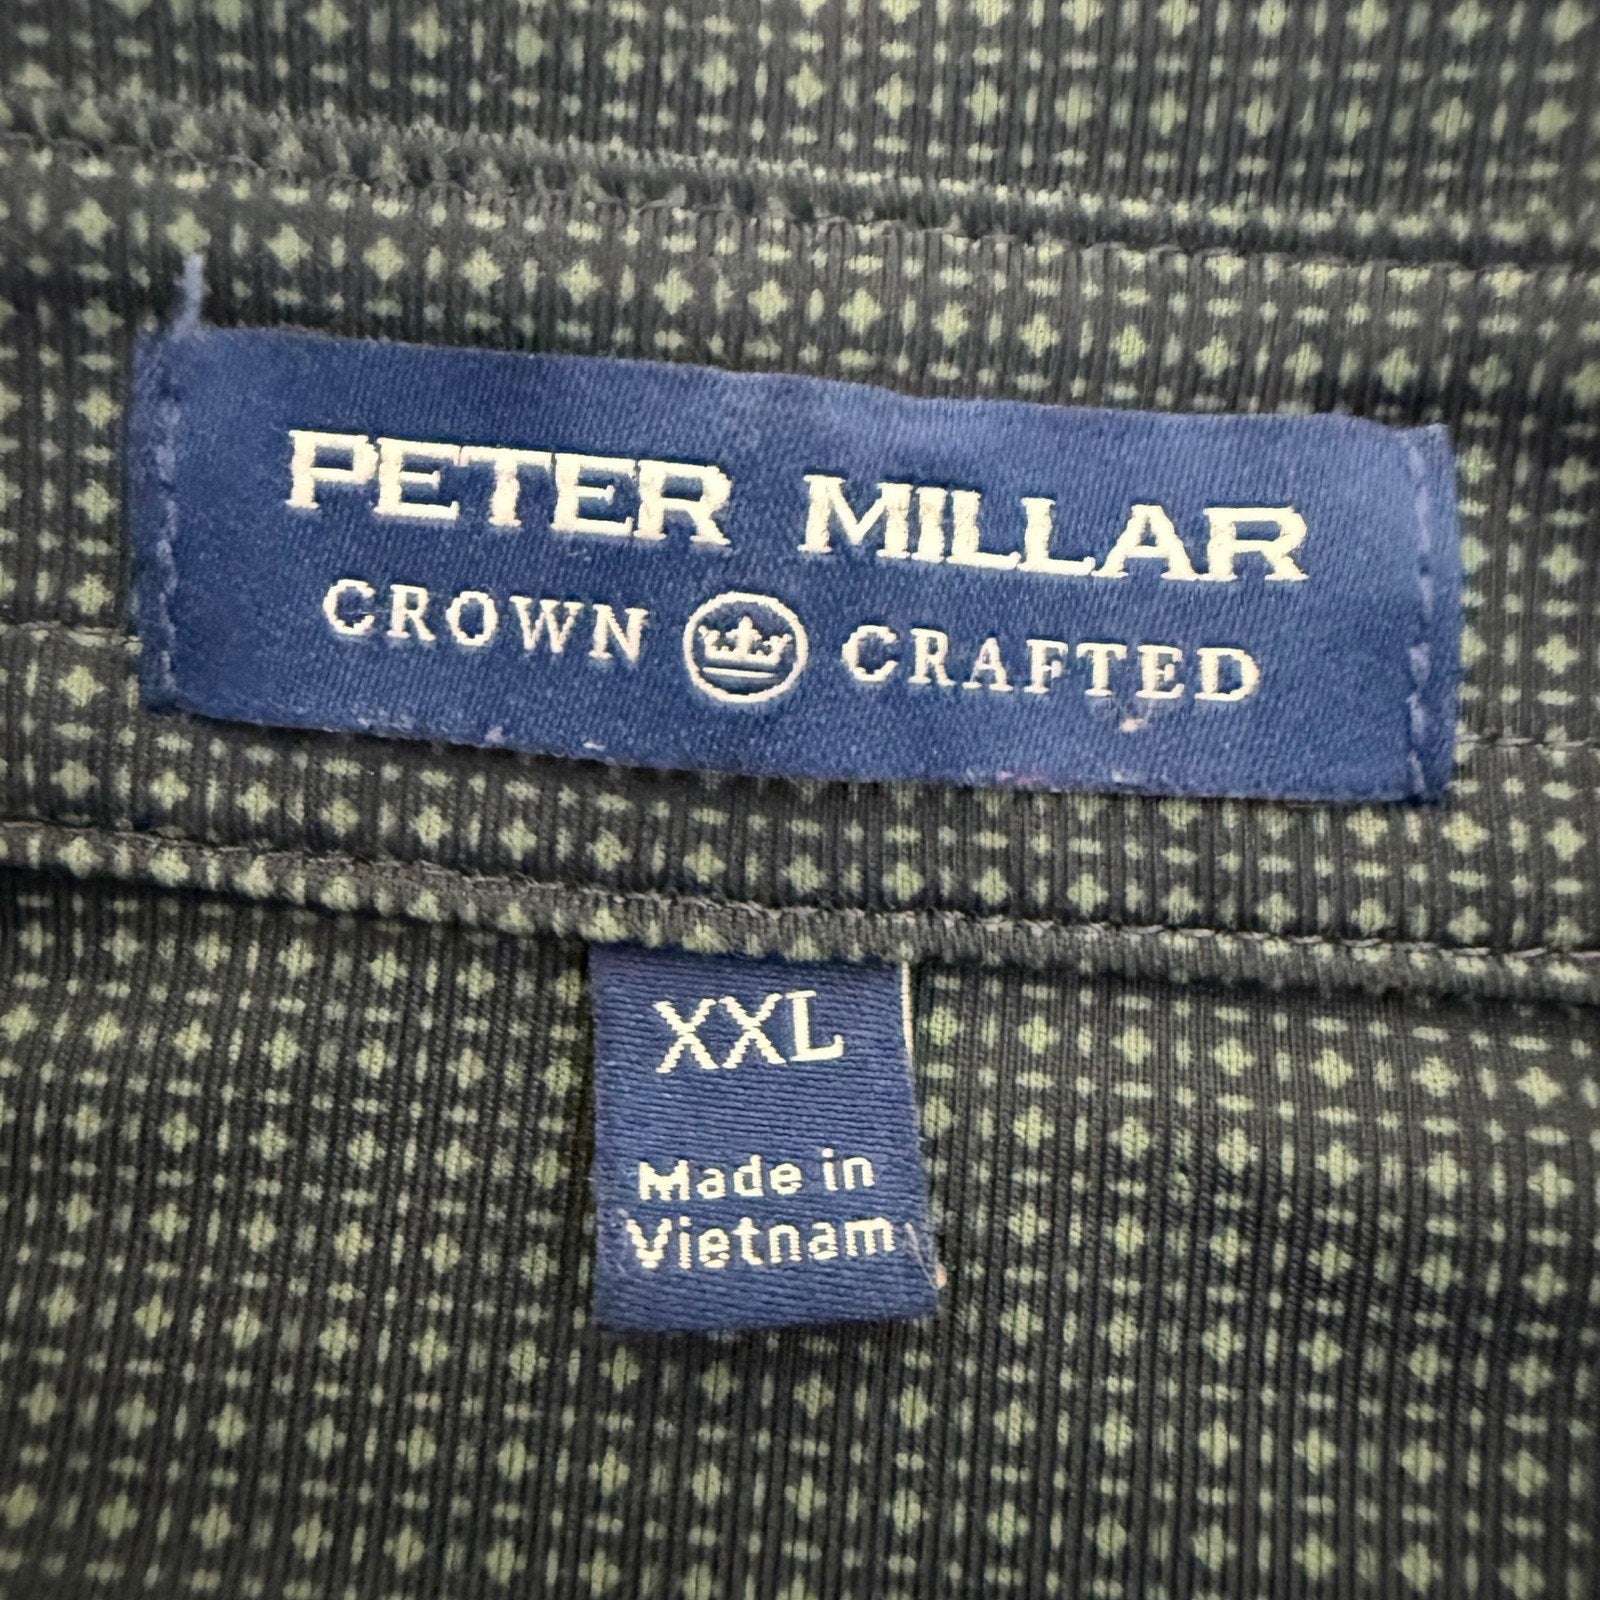 PETER MILLAR
CROWN CRAFTED
XXL
Made in
Vietnam